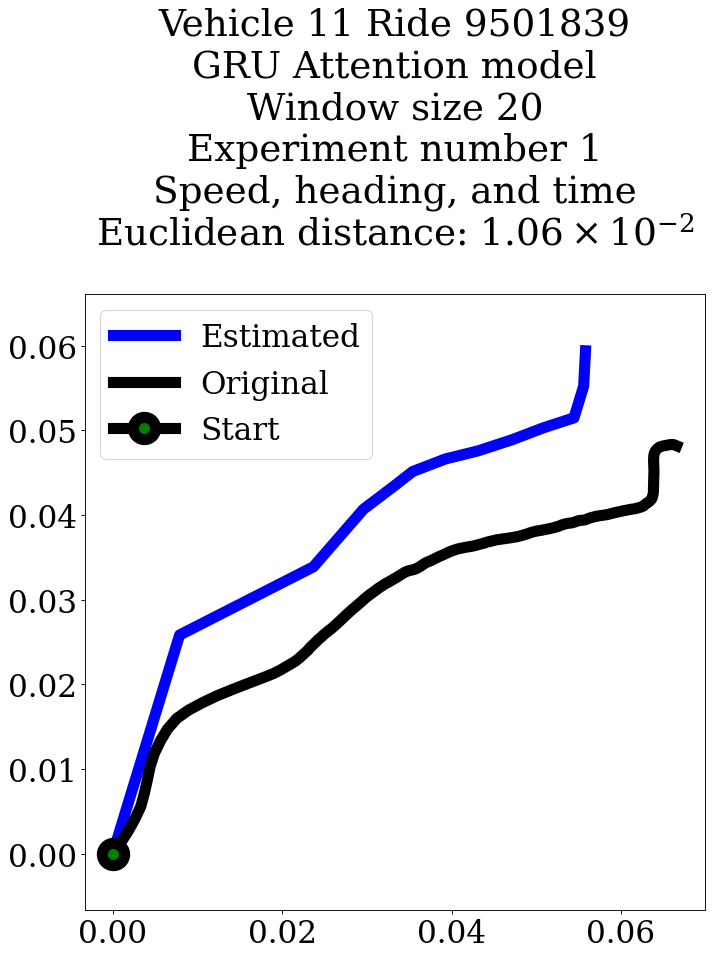 Vehicle 11 Ride 9501839
GRU Attention model
Window size 20
Experiment number 1
Speed, heading, and time
Euclidean distance: 1.06 × 10⁻²
Estimated
Original
Start
0.06
0.05
0.04
0.03
0.02
0.01
0.00
0.00 0.02 0.04 0.06